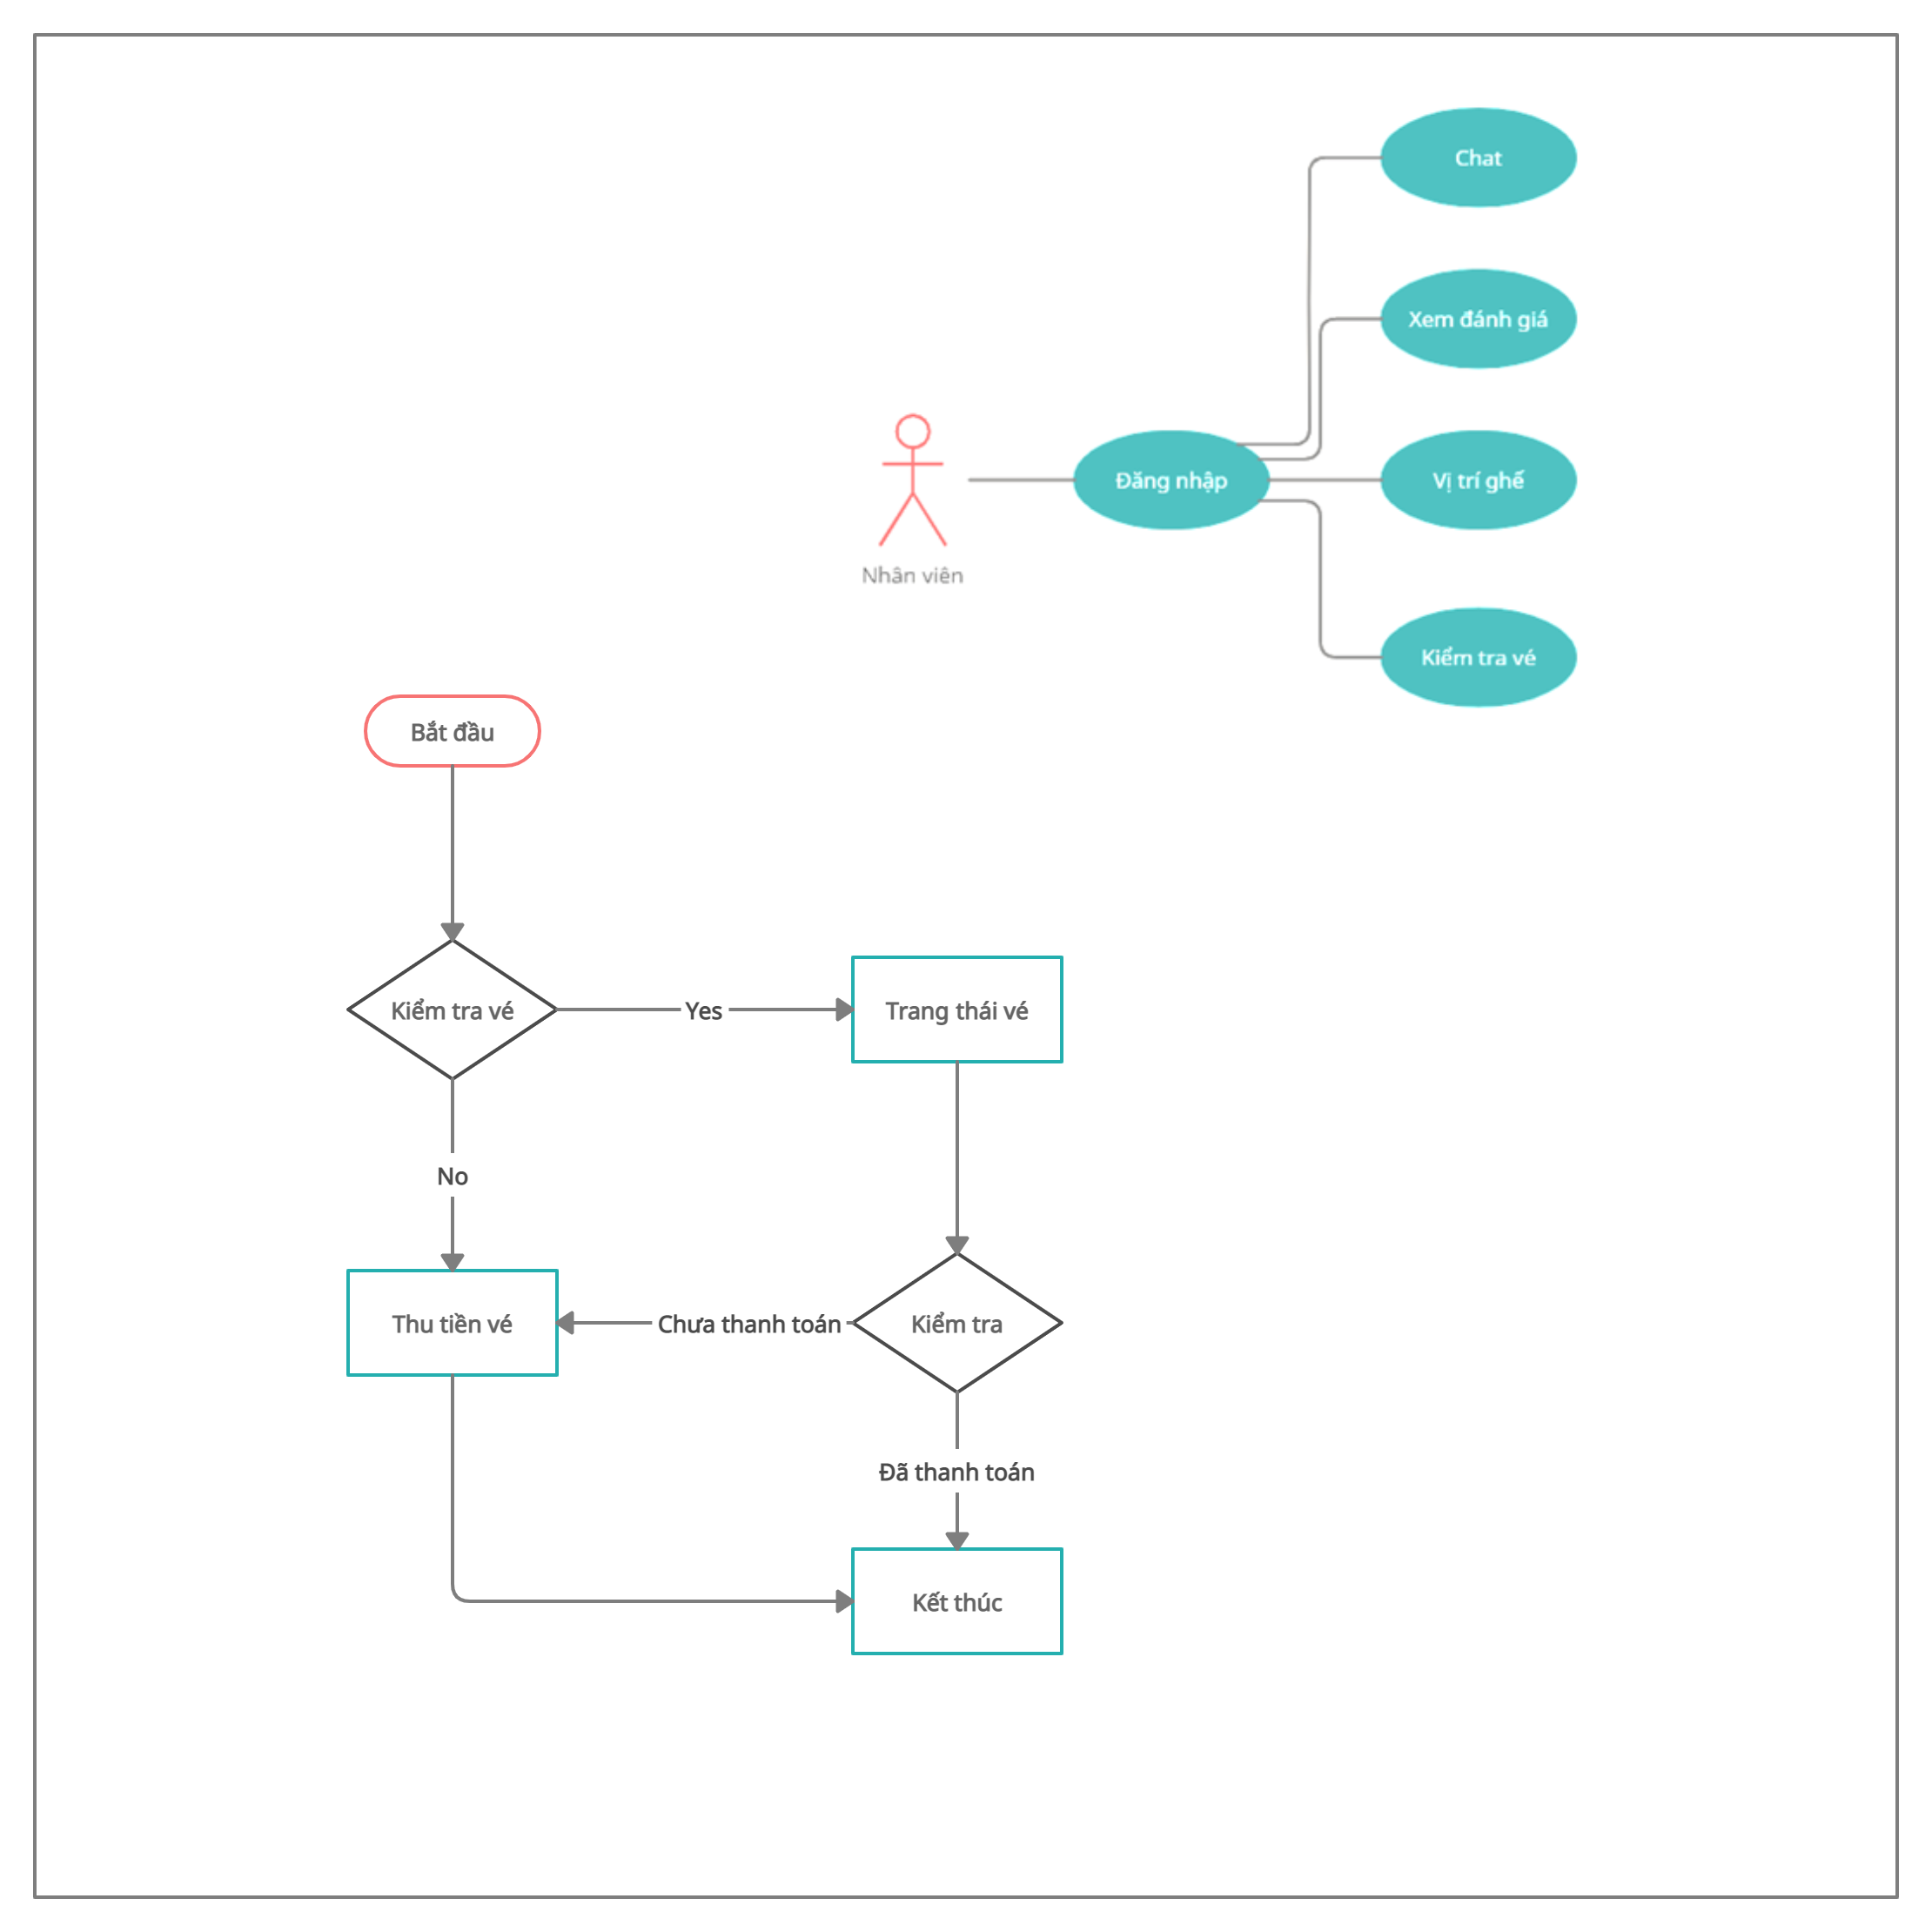 Chat
Xem đánh giá
Đăng nhập
Vị trí ghế
Nhân viên
Kiểm tra vé
Bắt đầu
Kiểm tra vé
Yes
Trang thái vé
No
Thu tiền vé
Chưa thanh toán
Kiểm tra
Đã thanh toán
Kết thúc